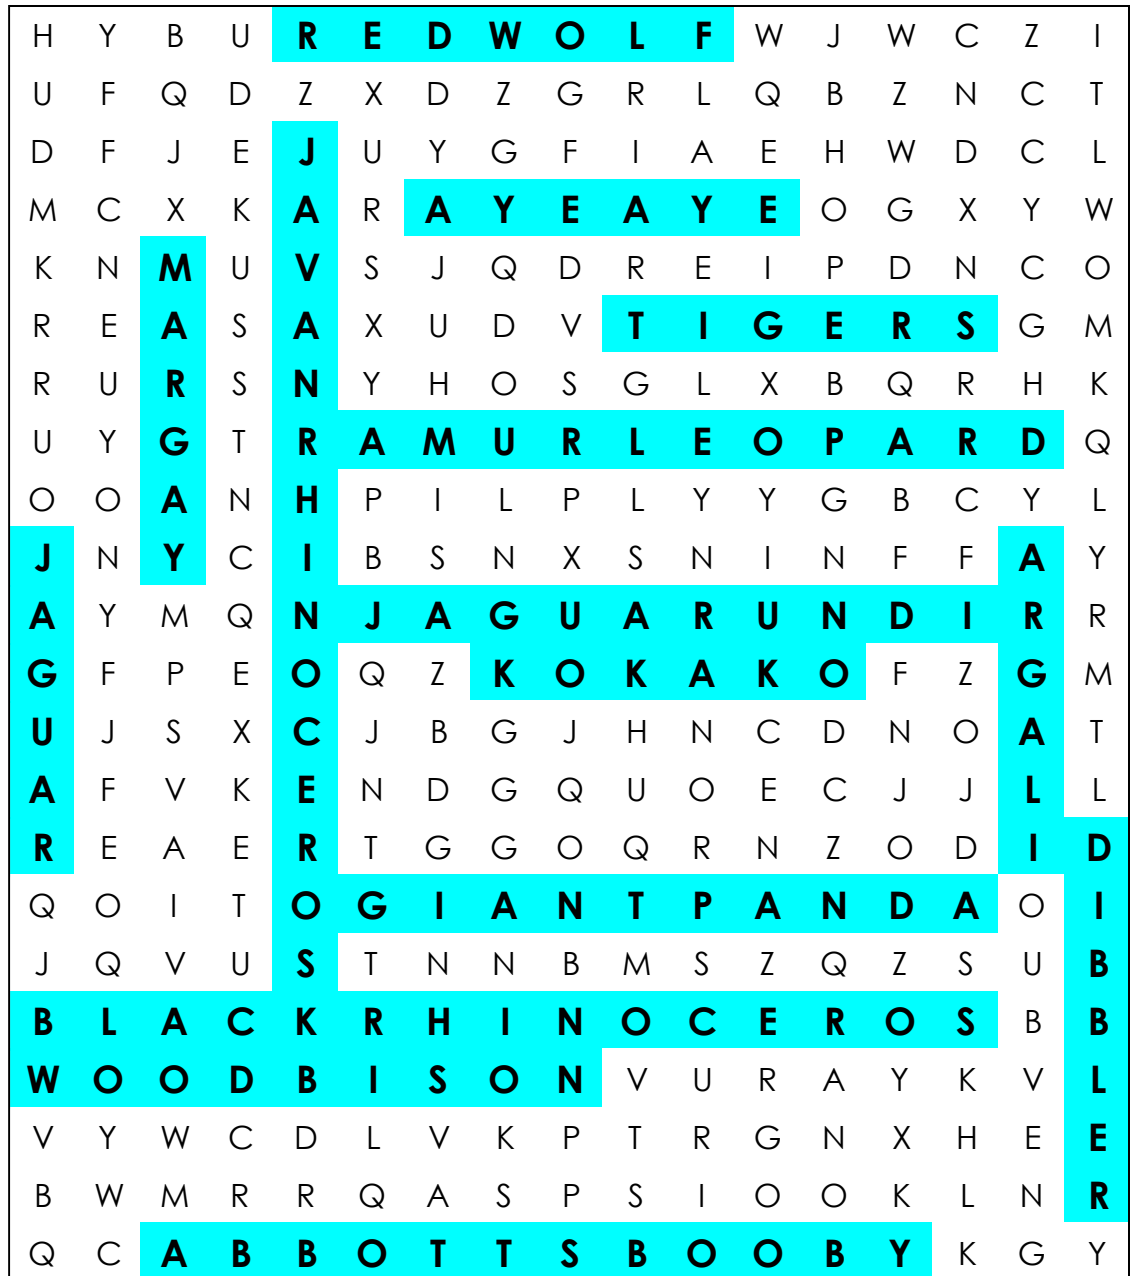 H Y B U R E D W O L F W J W C Z I
U F Q D Z X D Z G R L Q B Z N C T
D F J E J U Y G F I A E H W D C L
M C X K A R A Y E A Y E O G X Y W
K N M U V S J Q D R E I P D N C O
R E A S A X U D V T I G E R S G M
R U R S N Y H O S G L X B Q R H K
U Y G T R A M U R L E O P A R D Q
O O A N H P I L P L Y Y G B C Y L
J N Y C I B S N X S N I N F F A Y
A Y M Q N J A G U A R U N D I R R
G F P E O Q Z K O K A K O F Z G M
U J S X C J B G J H N C D N O A T
A F V K E N D G Q U O E C J J L L
R E A E R T G G O Q R N Z O D I D
Q O I T O G I A N T P A N D A O I
J Q V U S T N N B M S Z Q Z S U B
B L A C K R H I N O C E R O S B B
W O O D B I S O N V U R A Y K V L
V Y W C D L V K P T R G N X H E E
B W M R R Q A S P S I O O K L N R
Q C A B B O T T S B O O B Y K G Y